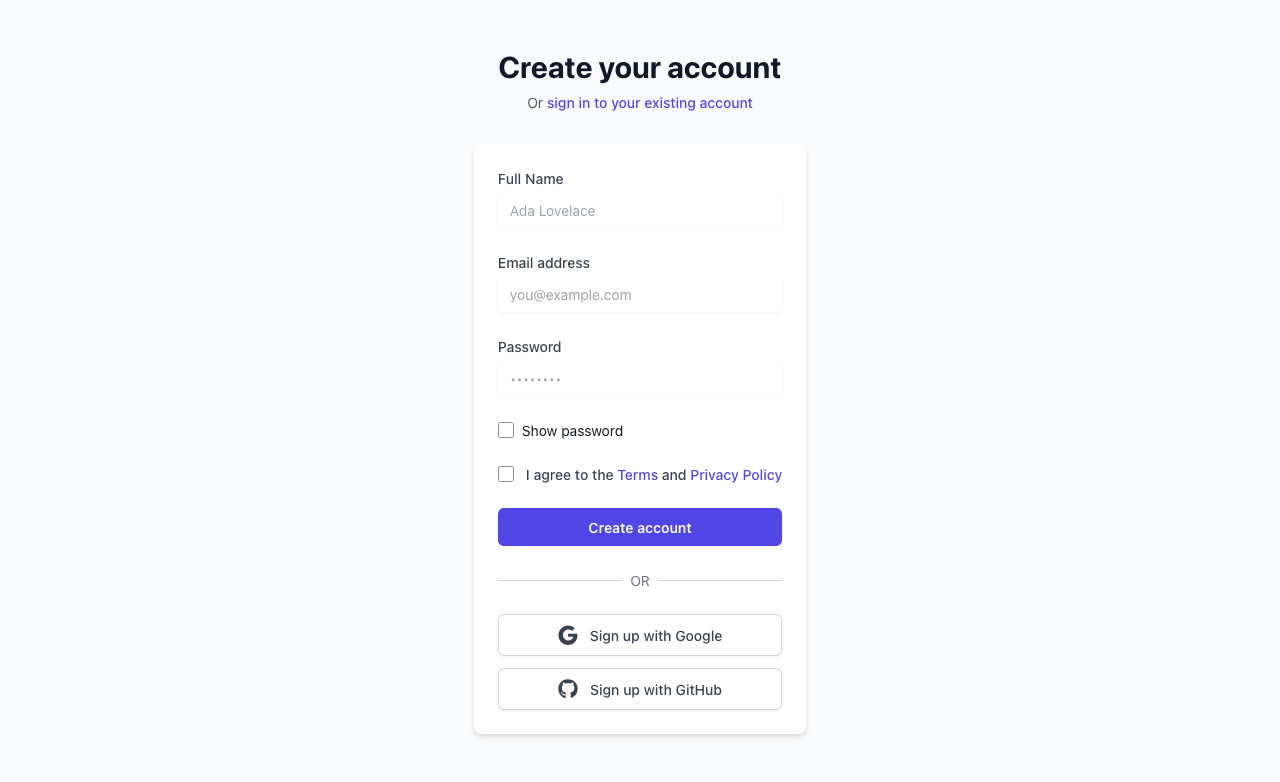 Create your account
Or sign in to your existing account
Full Name
Ada Lovelace
Email address
you@example.com
Password
••••••••
Show password
I agree to the Terms and Privacy Policy
Create account
OR
Sign up with Google
Sign up with GitHub